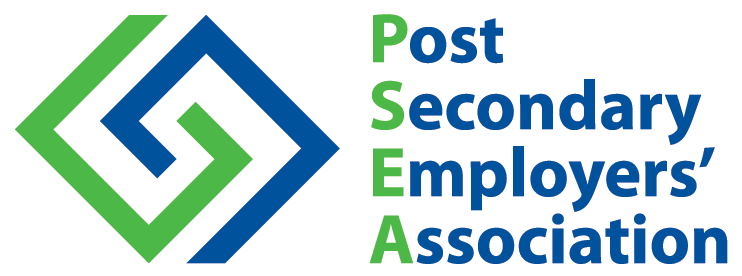 Post
Secondary
Employers’
Association